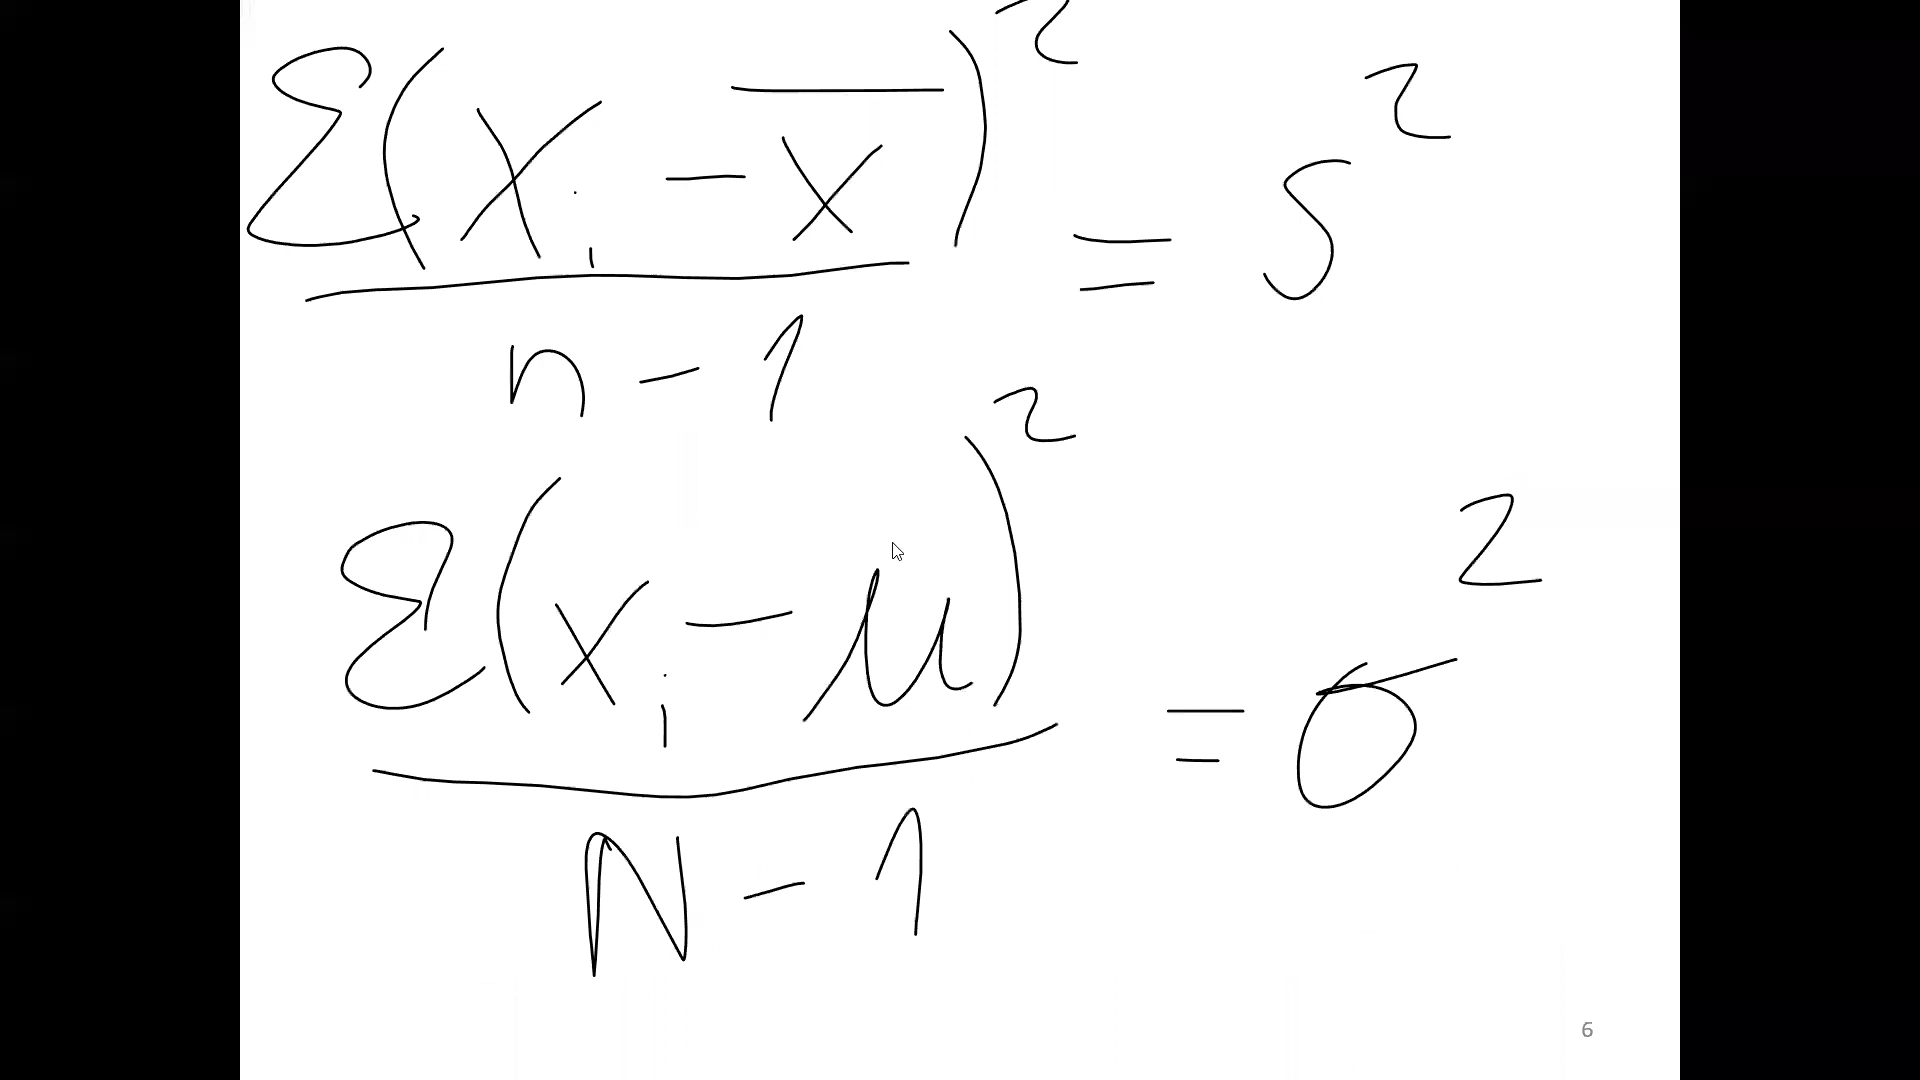 Σ(xᵢ - x̅)² / n - 1 = s²
Σ(xᵢ - μ)² / N - 1 = σ²
6